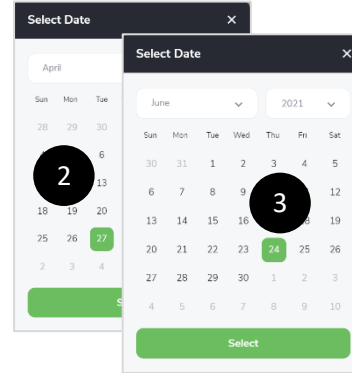 Select Date ×
April
Sun Mon Tue
28 29 30
6
2
13
18 19 20
25 26 27
2 3 4
Select Date ×
June 2021
Sun Mon Tue Wed Thu Fri Sat
30 31 1 2 3 4 5
6 7 8 9 12
3
13 14 15 16 19
20 21 22 23 24 25 26
27 28 29 30 1 2 3
4 5 6 7 8 9 10
Select